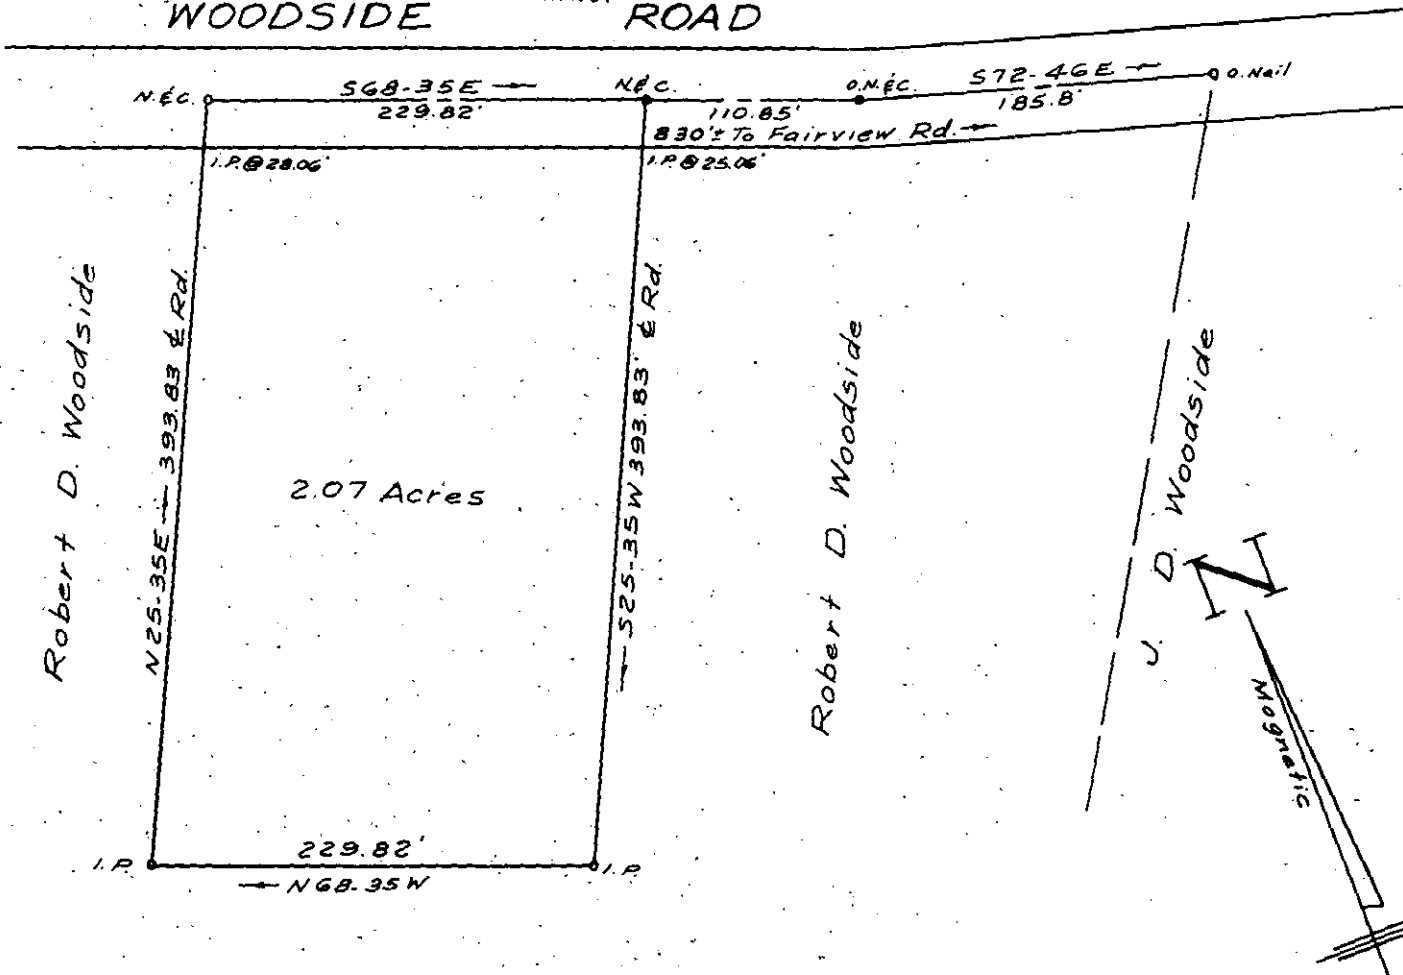 WOODSIDE ROAD
N.&C.
S68-35E
229.82'
N.&C.
110.85'
O.N.&C.
S72-46E
185.8'
O.Nail
830'± To Fairview Rd.
I.P.@28.06'
I.P.@25.06'
Robert D. Woodside
N25-35E 393.83 ℄ Rd.
2.07 Acres
S25-35W 393.83' ℄ Rd.
Robert D. Woodside
J. D. Woodside
N
Magnetic
I.P.
229.82'
N68-35W
I.P.